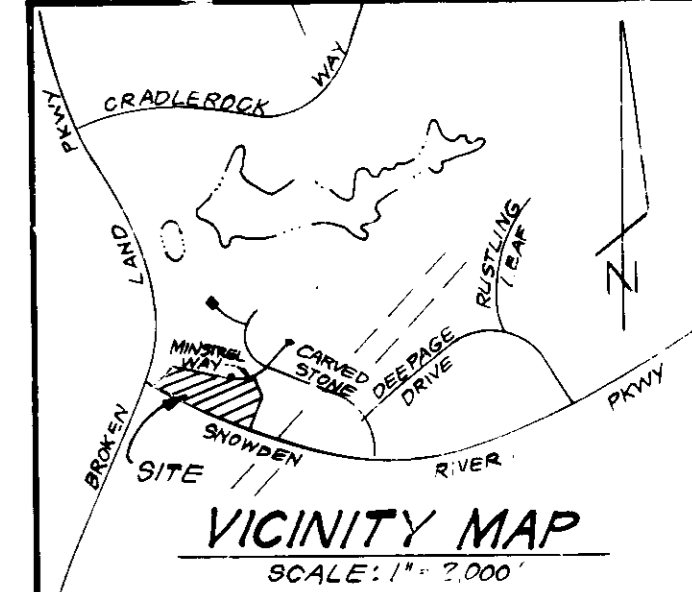 WAY
CRADLEROCK
PKWY
LAND
BROKEN
RUSTLING
LEAF
N
MINSTREL
WAY
CARVED
STONE
DEEPAGE
DRIVE
SNOWDEN
RIVER
PKWY
SITE
VICINITY MAP
SCALE: 1" = 2,000'